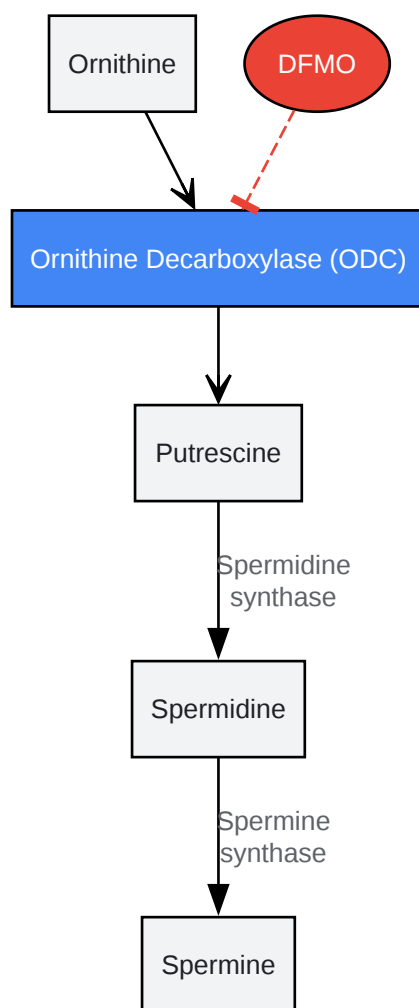 Ornithine
DFMO
Ornithine Decarboxylase (ODC)
Putrescine
Spermidine
synthase
Spermidine
Spermine
synthase
Spermine